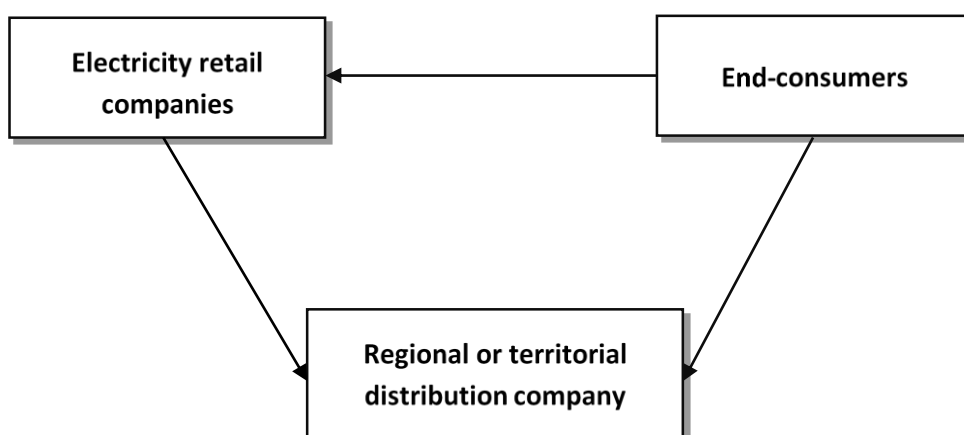 Electricity retail
companies
End-consumers
Regional or territorial
distribution company